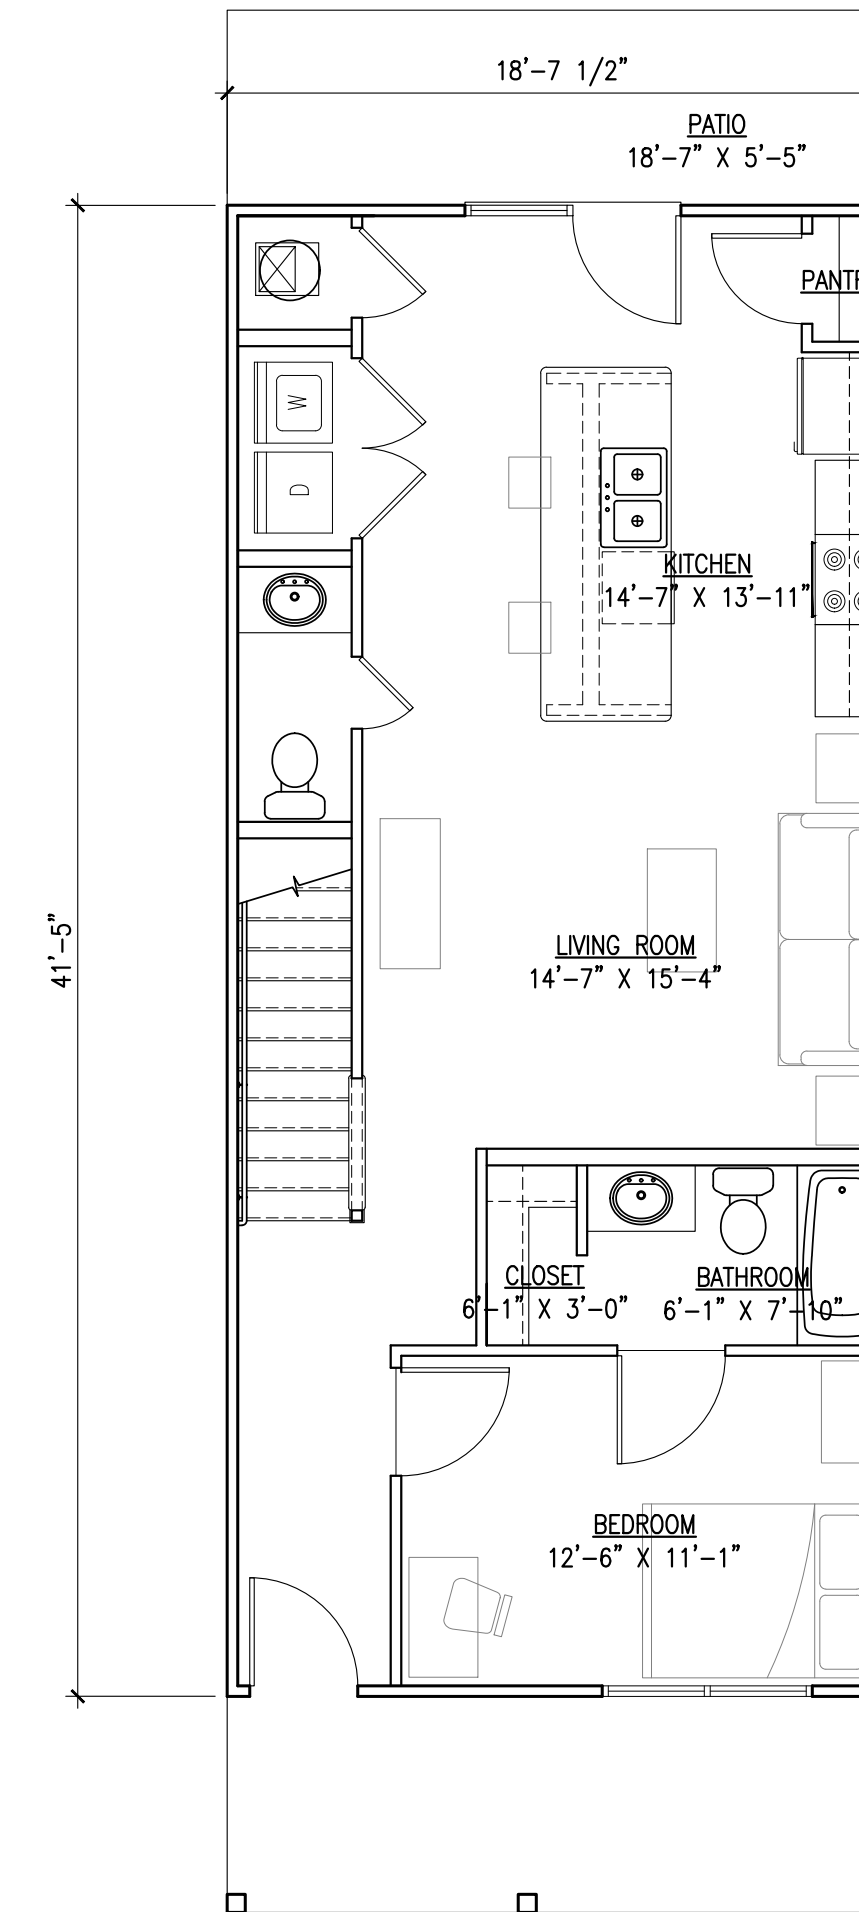 18'-7 1/2"
PATIO
18'-7" X 5'-5"
W
D
KITCHEN
14'-7" X 13'-11"
41'-5"
LIVING ROOM
14'-7" X 15'-4"
CLOSET
6'-1" X 3'-0"
BATHROOM
6'-1" X 7'-10"
BEDROOM
12'-6" X 11'-1"